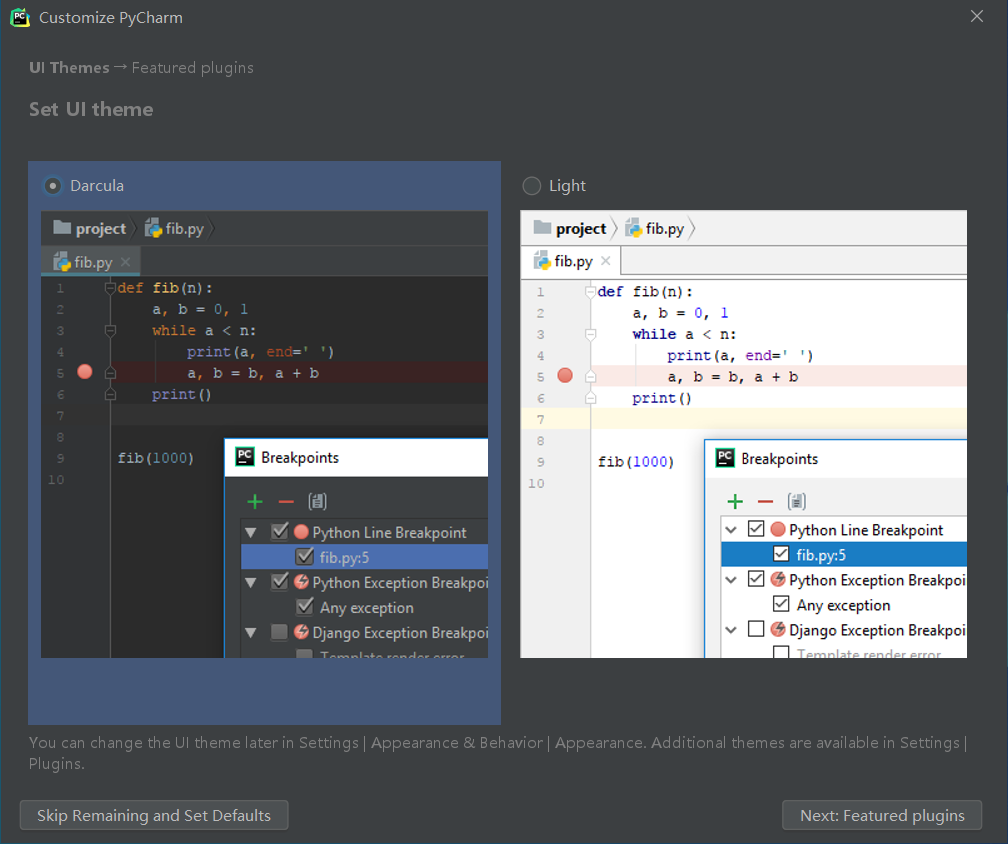 PC Customize PyCharm
UI Themes → Featured plugins
Set UI theme
Darcula
project fib.py
fib.py
1 def fib(n):
2 a, b = 0, 1
3 while a < n:
4 print(a, end=' ')
5 a, b = b, a + b
6 print()
7
8
9 fib(1000)
10
PC Breakpoints
Python Line Breakpoint
fib.py:5
Python Exception Breakpoi
Any exception
Django Exception Breakpoi
Template render error
Light
project fib.py
fib.py
1 def fib(n):
2 a, b = 0, 1
3 while a < n:
4 print(a, end=' ')
5 a, b = b, a + b
6 print()
7
8
9 fib(1000)
10
PC Breakpoints
Python Line Breakpoint
fib.py:5
Python Exception Breakpoi
Any exception
Django Exception Breakpoi
Template render error
You can change the UI theme later in Settings | Appearance & Behavior | Appearance. Additional themes are available in Settings |
Plugins.
Skip Remaining and Set Defaults
Next: Featured plugins